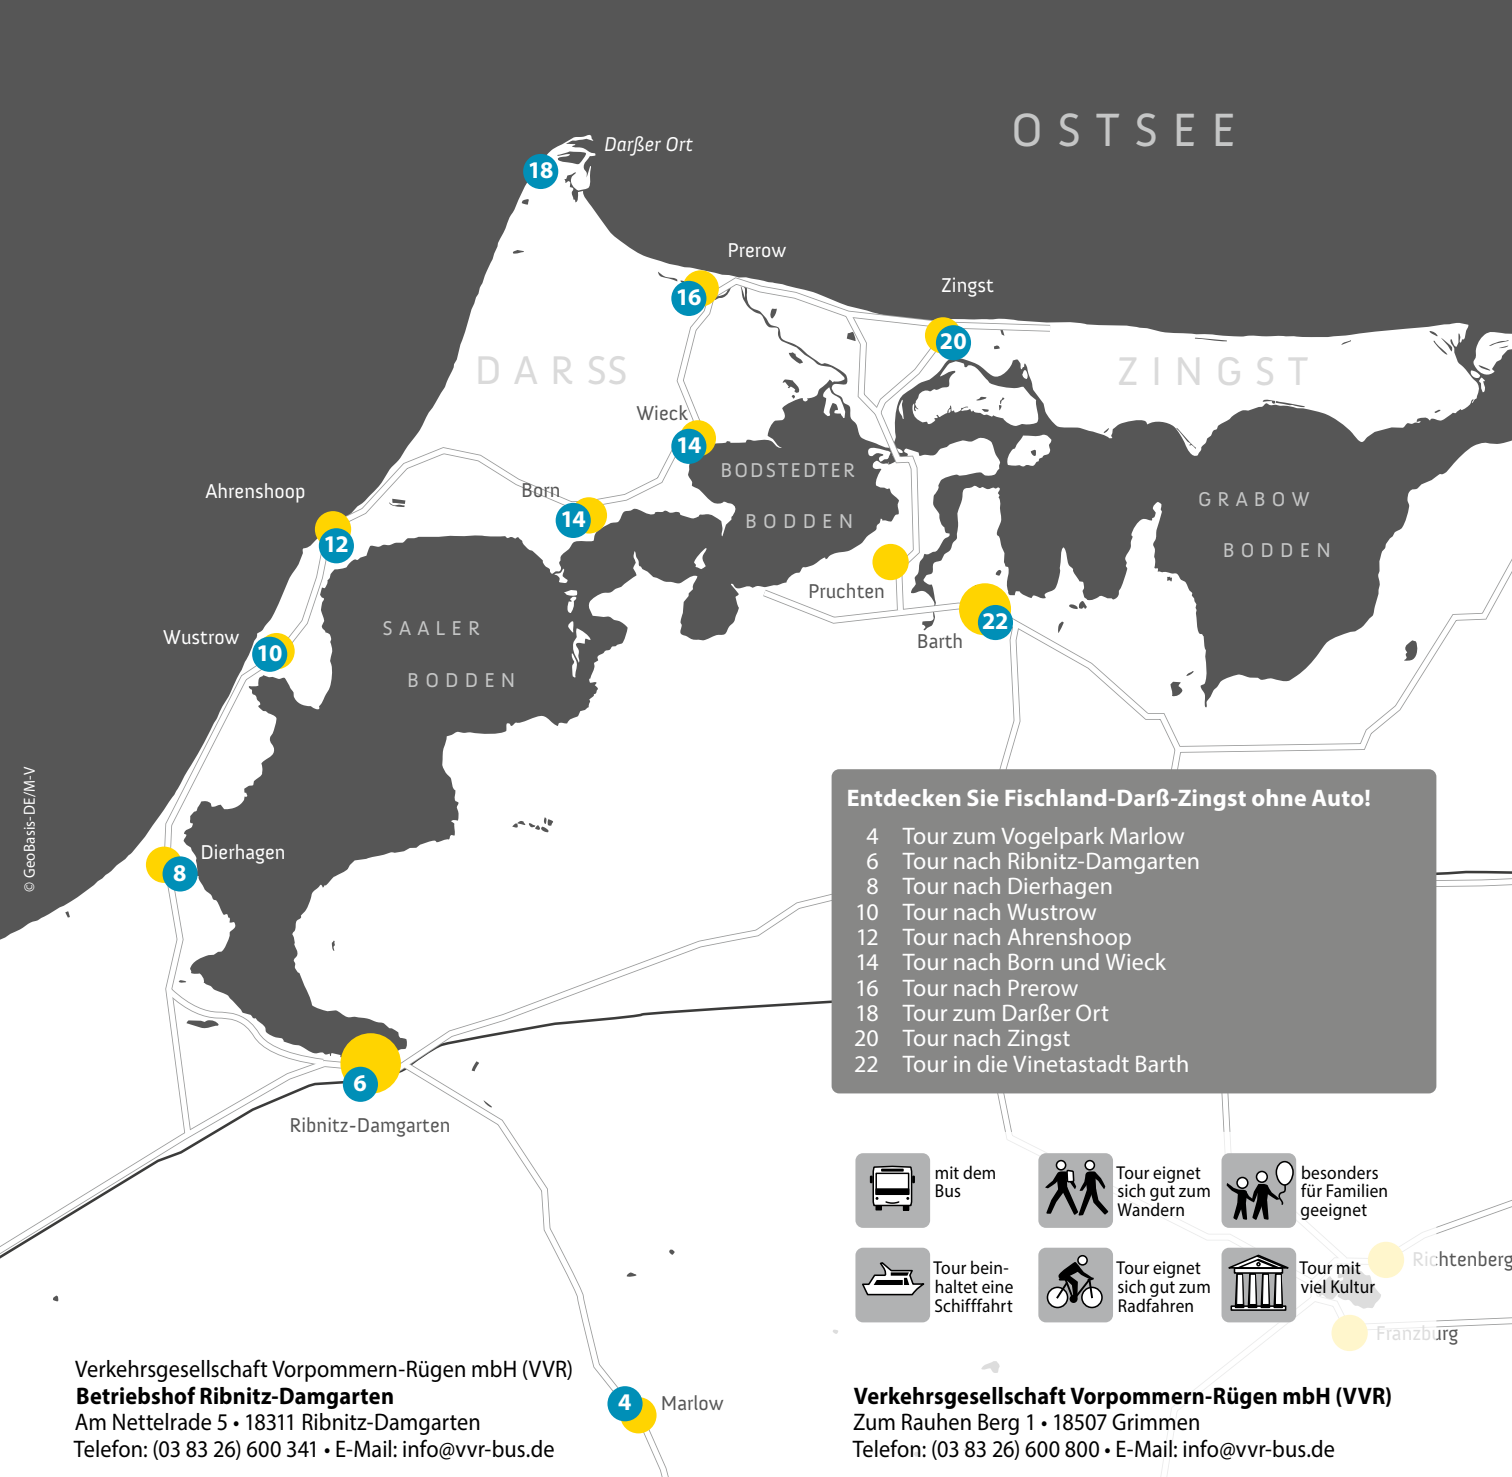 OSTSEE
Darßer Ort
18
Prerow
16
Zingst
20
DARSS
ZINGST
Wieck
14
BODSTEDTER
BODDEN
Born
14
Ahrenshoop
12
GRABOW
BODDEN
Pruchten
Barth
22
SAALER
BODDEN
Wustrow
10
© GeoBasis-DE/M-V
Dierhagen
8
6
Ribnitz-Damgarten
Entdecken Sie Fischland-Darß-Zingst ohne Auto!
4 Tour zum Vogelpark Marlow
6 Tour nach Ribnitz-Damgarten
8 Tour nach Dierhagen
10 Tour nach Wustrow
12 Tour nach Ahrenshoop
14 Tour nach Born und Wieck
16 Tour nach Prerow
18 Tour zum Darßer Ort
20 Tour nach Zingst
22 Tour in die Vinetastadt Barth
mit dem
Bus
Tour eignet
sich gut zum
Wandern
besonders
für Familien
geeignet
Tour bein-
haltet eine
Schifffahrt
Tour eignet
sich gut zum
Radfahren
Tour mit
viel Kultur
Richtenberg
Franzburg
4
Marlow
Verkehrsgesellschaft Vorpommern-Rügen mbH (VVR)
Betriebshof Ribnitz-Damgarten
Am Nettelrade 5 • 18311 Ribnitz-Damgarten
Telefon: (03 83 26) 600 341 • E-Mail: info@vvr-bus.de
Verkehrsgesellschaft Vorpommern-Rügen mbH (VVR)
Zum Rauhen Berg 1 • 18507 Grimmen
Telefon: (03 83 26) 600 800 • E-Mail: info@vvr-bus.de